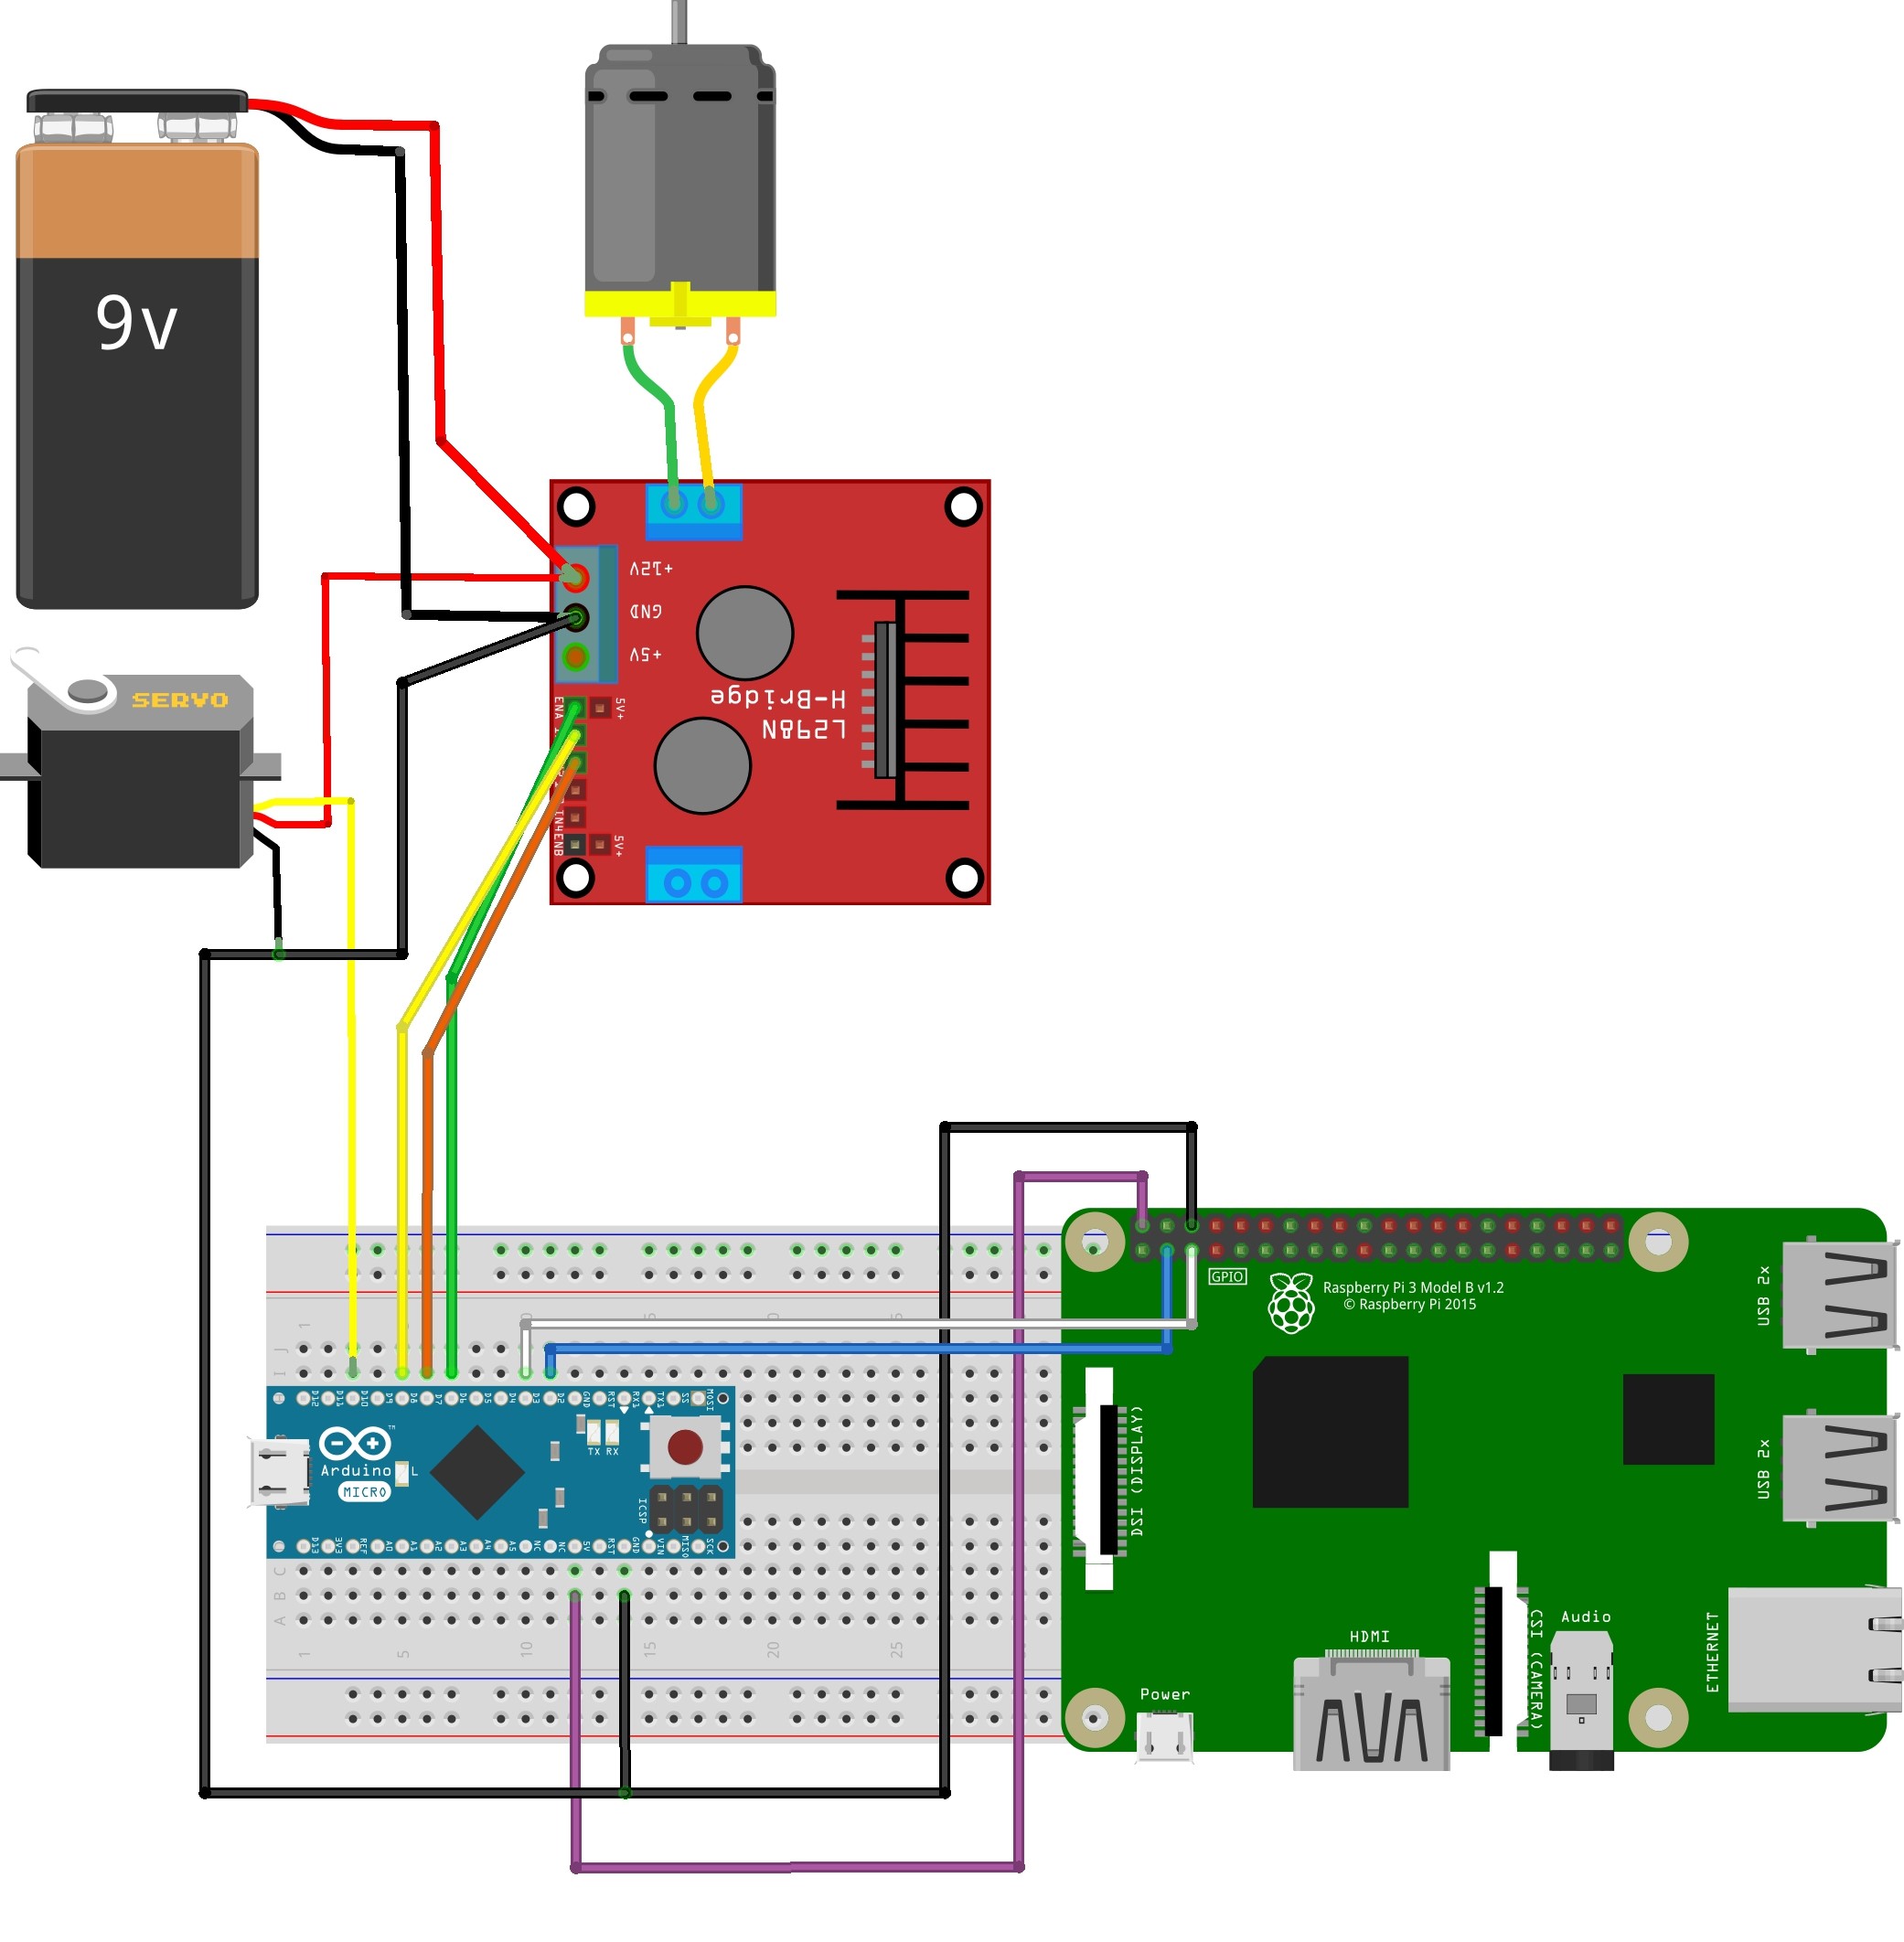 9v
SERVO
+12V
GND
+5V
ENA
5V+
H-Bridge
L298N
IN4
ENB
5V+
GPIO
Raspberry Pi 3 Model B v1.2
© Raspberry Pi 2015
USB 2x
USB 2x
DSI (DISPLAY)
1
J
I
D12
D11
D10
D9
D8
D7
D6
D5
D4
D3
D2
GND
RST
RX1
TX1
SS
MOSI
Arduino
™
MICRO
L
TX
RX
ICSP
D13
3V3
REF
A0
A1
A2
A3
A4
A5
NC
NC
5V
RST
GND
VIN
MISO
SCK
C
B
A
1
5
10
15
20
25
Power
HDMI
CSI (CAMERA)
Audio
ETHERNET